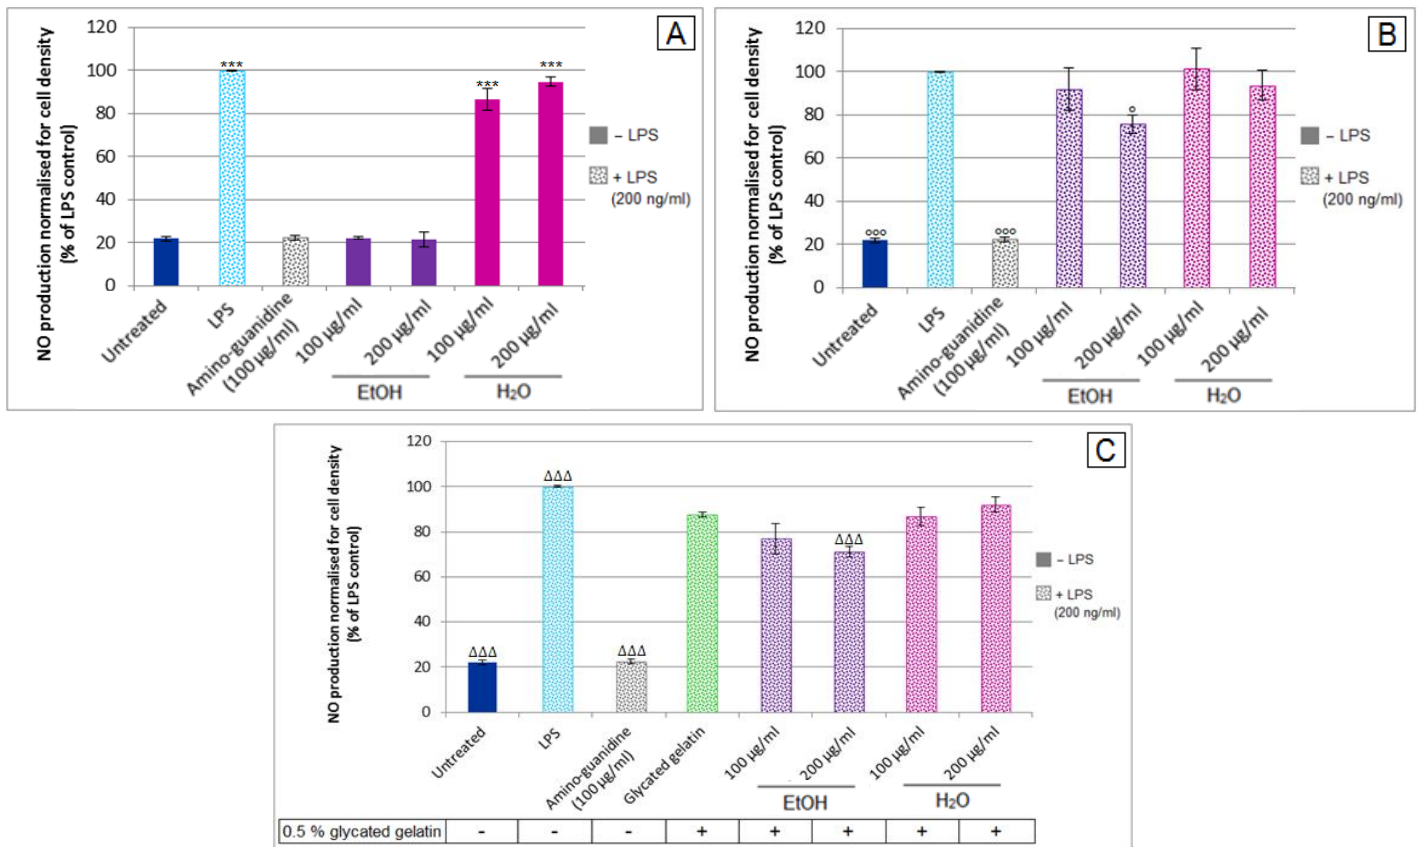 A
NO production normalised for cell density
(% of LPS control)
120
100
80
60
40
20
0
***
***
***
Untreated
LPS
Amino-guanidine
(100 µg/ml)
100 µg/ml
200 µg/ml
100 µg/ml
200 µg/ml
EtOH
H₂O
– LPS
+ LPS
(200 ng/ml)
B
NO production normalised for cell density
(% of LPS control)
120
100
80
60
40
20
0
°°°
°°°
°
Untreated
LPS
Amino-guanidine
(100 µg/ml)
100 µg/ml
200 µg/ml
100 µg/ml
200 µg/ml
EtOH
H₂O
– LPS
+ LPS
(200 ng/ml)
C
NO production normalised for cell density
(% of LPS control)
120
100
80
60
40
20
0
ΔΔΔ
ΔΔΔ
ΔΔΔ
ΔΔΔ
Untreated
LPS
Amino-guanidine
(100 µg/ml)
Glycated gelatin
100 µg/ml
200 µg/ml
100 µg/ml
200 µg/ml
EtOH
H₂O
– LPS
+ LPS
(200 ng/ml)
0.5 % glycated gelatin - - - + + + + +